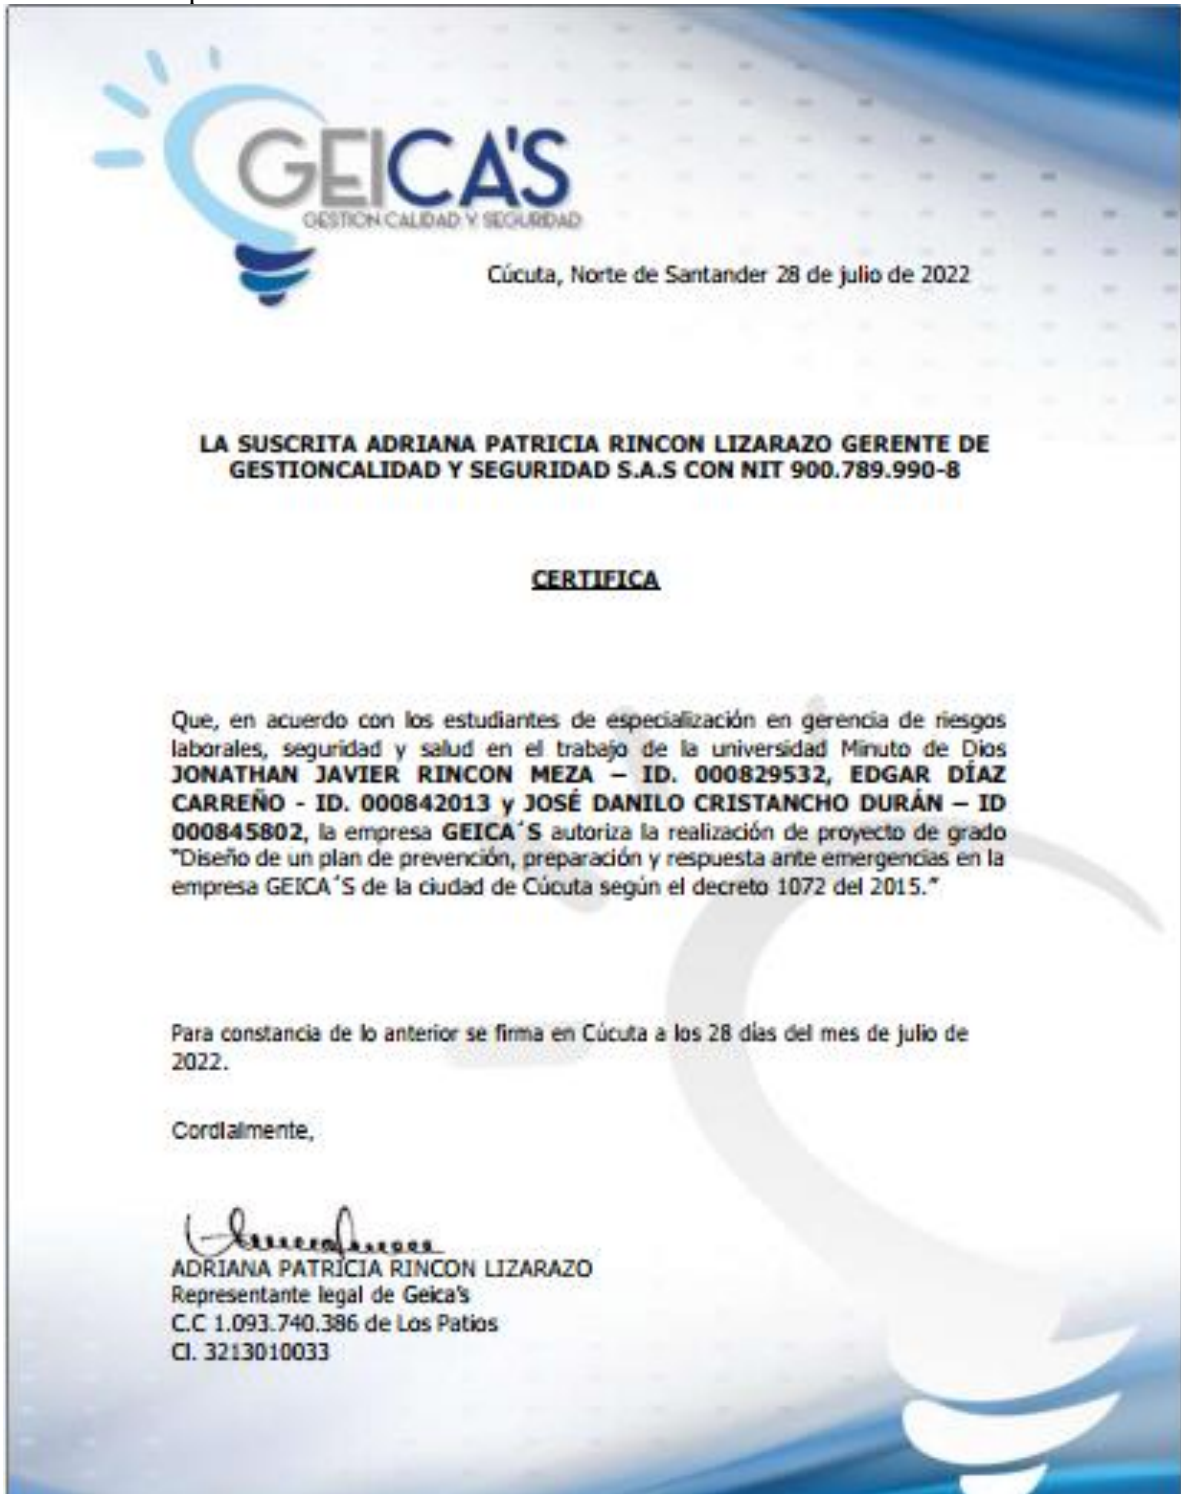 GEICA'S
GESTION CALIDAD Y SEGURIDAD
Cúcuta, Norte de Santander 28 de julio de 2022
LA SUSCRITA ADRIANA PATRICIA RINCON LIZARAZO GERENTE DE
GESTIONCALIDAD Y SEGURIDAD S.A.S CON NIT 900.789.990-8
CERTIFICA
Que, en acuerdo con los estudiantes de especialización en gerencia de riesgos
laborales, seguridad y salud en el trabajo de la universidad Minuto de Dios
JONATHAN JAVIER RINCON MEZA – ID. 000829532, EDGAR DÍAZ
CARREÑO - ID. 000842013 y JOSÉ DANILO CRISTANCHO DURÁN – ID
000845802, la empresa GEICA´S autoriza la realización de proyecto de grado
"Diseño de un plan de prevención, preparación y respuesta ante emergencias en la
empresa GEICA´S de la ciudad de Cúcuta según el decreto 1072 del 2015."
Para constancia de lo anterior se firma en Cúcuta a los 28 días del mes de julio de
2022.
Cordialmente,
ADRIANA PATRICIA RINCON LIZARAZO
Representante legal de Geica's
C.C 1.093.740.386 de Los Patios
Cl. 3213010033